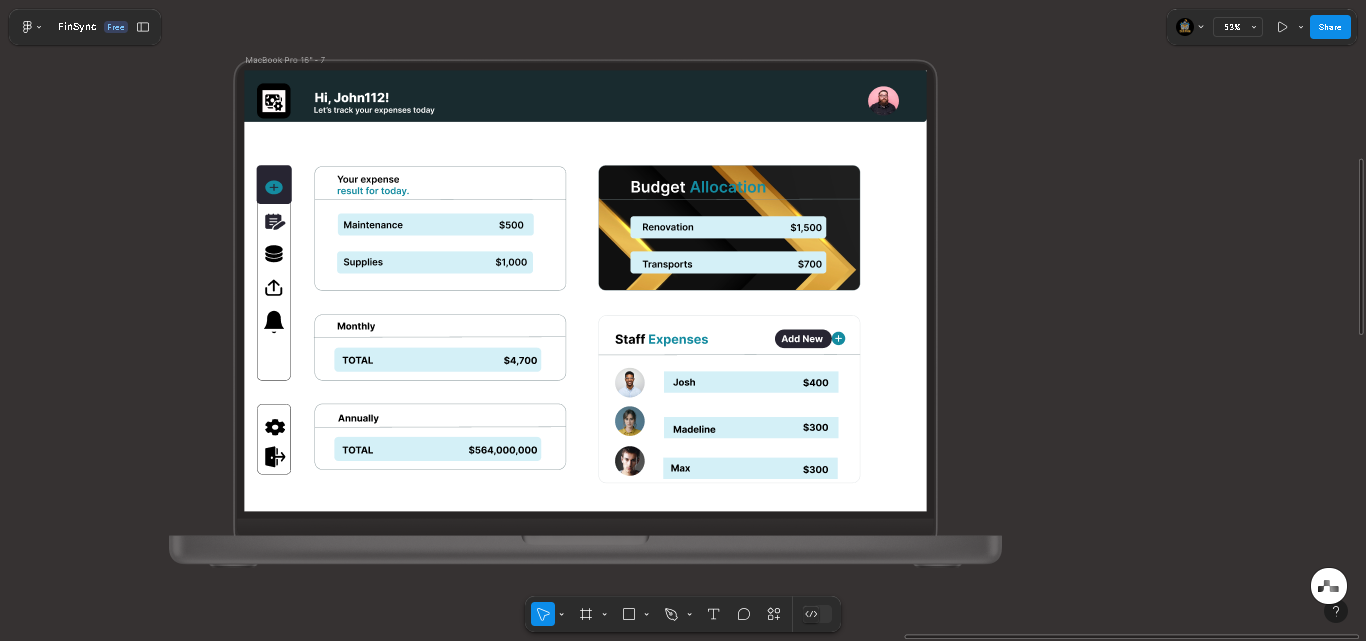 FinSync Free
53%
Share
MacBook Pro 16" - 7
Hi, John112!
Let's track your expenses today
Your expense
result for today.
Maintenance $500
Supplies $1,000
Budget Allocation
Renovation $1,500
Transports $700
Monthly
TOTAL $4,700
Staff Expenses
Add New
Josh $400
Madeline $300
Max $300
Annually
TOTAL $564,000,000
?